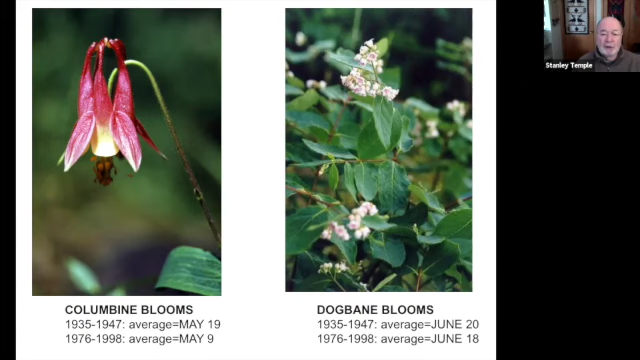 Stanley Temple
COLUMBINE BLOOMS
1935-1947: average=MAY 19
1976-1998: average=MAY 9
DOGBANE BLOOMS
1935-1947: average=JUNE 20
1976-1998: average=JUNE 18